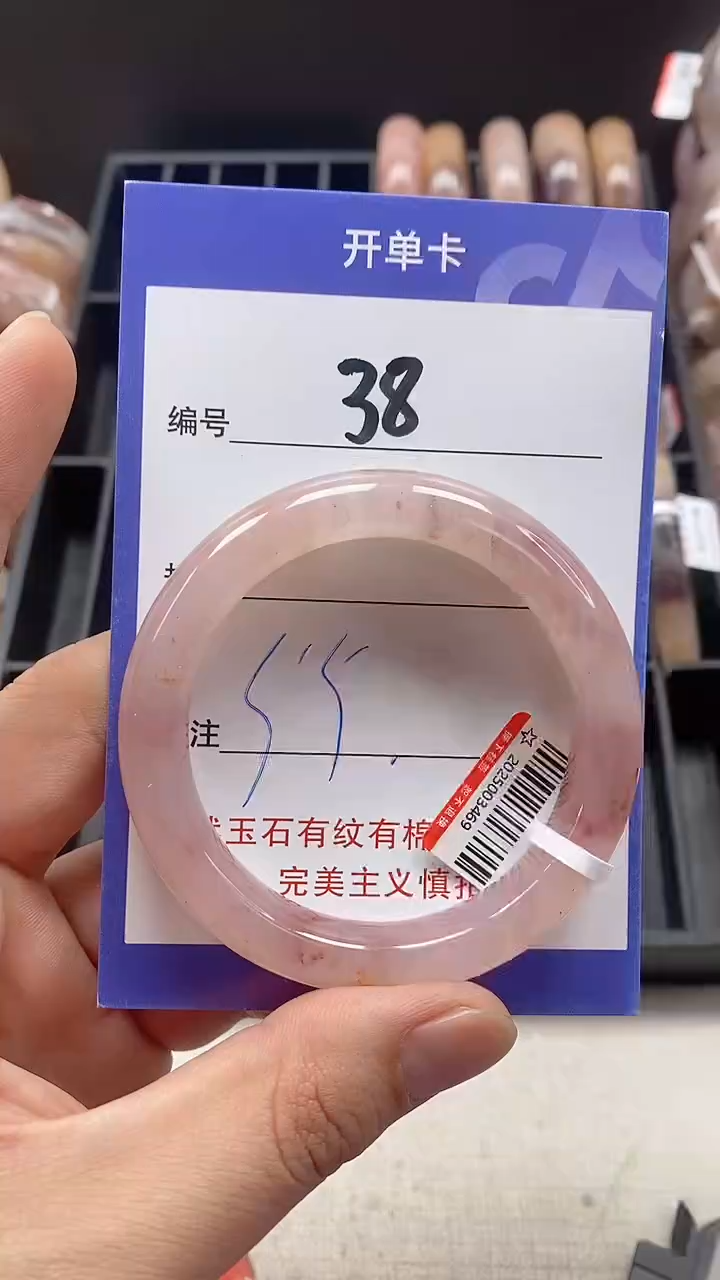 开单卡
编号 38
注 55
玉石有纹有棉
完美主义慎拍
2025003469